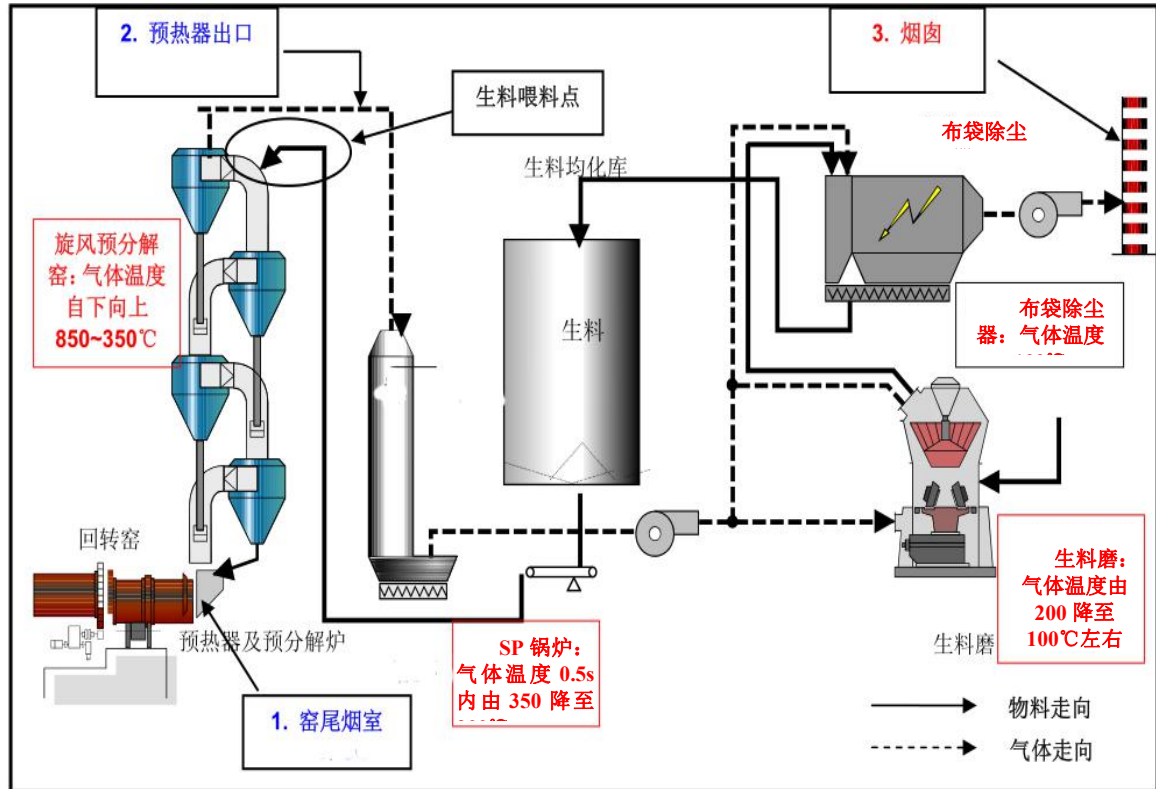 2. 预热器出口
3. 烟囱
生料喂料点
布袋除尘
生料均化库
旋风预分解
窑：气体温度
自下向上
850~350℃
布袋除尘
器：气体温度
生料
回转窑
生料磨：
气体温度由
200 降至
100℃左右
预热器及预分解炉
生料磨
SP 锅炉：
气体温度 0.5s
内由 350 降至
1. 窑尾烟室
物料走向
气体走向